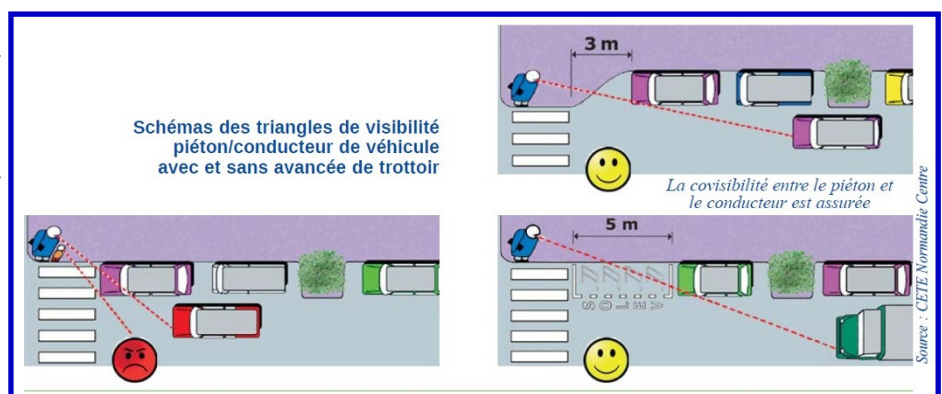 3 m
Schémas des triangles de visibilité
piéton/conducteur de véhicule
avec et sans avancée de trottoir
La covisibilité entre le piéton et
le conducteur est assurée
5 m
Source : CETE Normandie Centre